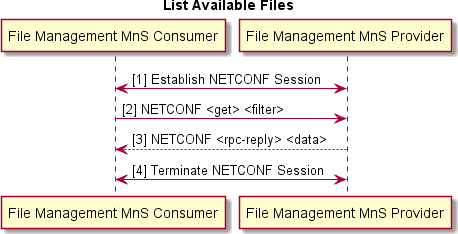 List Available Files
File Management MnS Consumer File Management MnS Provider
[1] Establish NETCONF Session
[2] NETCONF <get> <filter>
[3] NETCONF <rpc-reply> <data>
[4] Terminate NETCONF Session
File Management MnS Consumer File Management MnS Provider